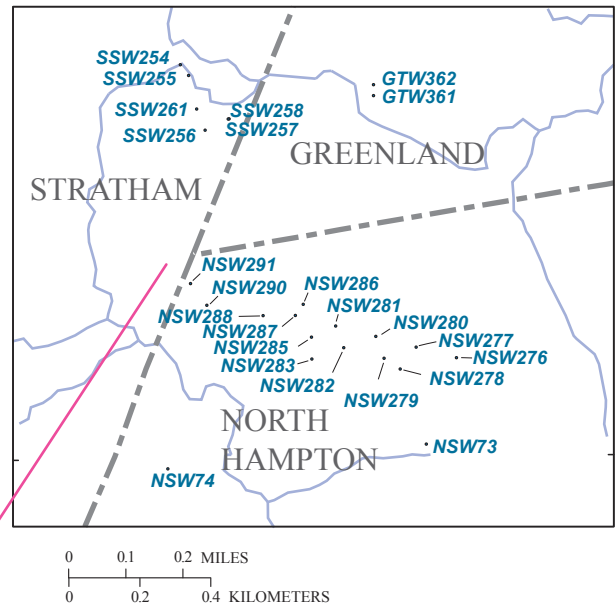 SSW254
SSW255
GTW362
GTW361
SSW261
SSW258
SSW256
SSW257
GREENLAND
STRATHAM
NSW291
NSW290
NSW286
NSW281
NSW288
NSW287
NSW280
NSW285
NSW277
NSW283
NSW276
NSW282
NSW278
NSW279
NORTH
HAMPTON
NSW73
NSW74
0 0.1 0.2 MILES
0 0.2 0.4 KILOMETERS